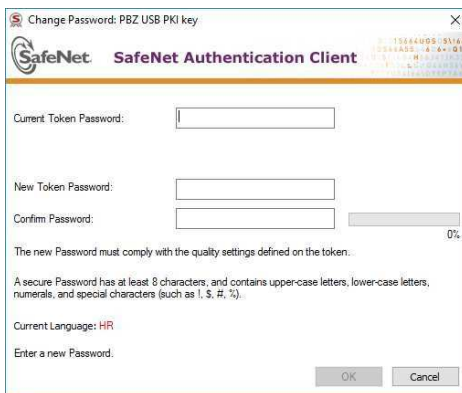 Change Password: PBZ USB PKI key
SafeNet.
SafeNet Authentication Client
Current Token Password:
New Token Password:
Confirm Password:
0%
The new Password must comply with the quality settings defined on the token.
A secure Password has at least 8 characters, and contains upper-case letters, lower-case letters,
numerals, and special characters (such as !, $, #, %).
Current Language: HR
Enter a new Password.
OK
Cancel